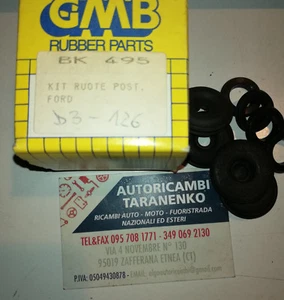 GMB
RUBBER PARTS
BK 495
KIT RUOTE POST.
FORD
D3-126
AUTORICAMBI
TARANENKO
RICAMBI AUTO - MOTO - FUORISTRADA
NAZIONALI ED ESTERI
TEL&FAX 095 708 1771 - 349 069 2130
VIA 4 NOVEMBRE N° 130
95019 ZAFFERANA ETNEA (CT)
P.IVA: 05049430878 - E-mail: